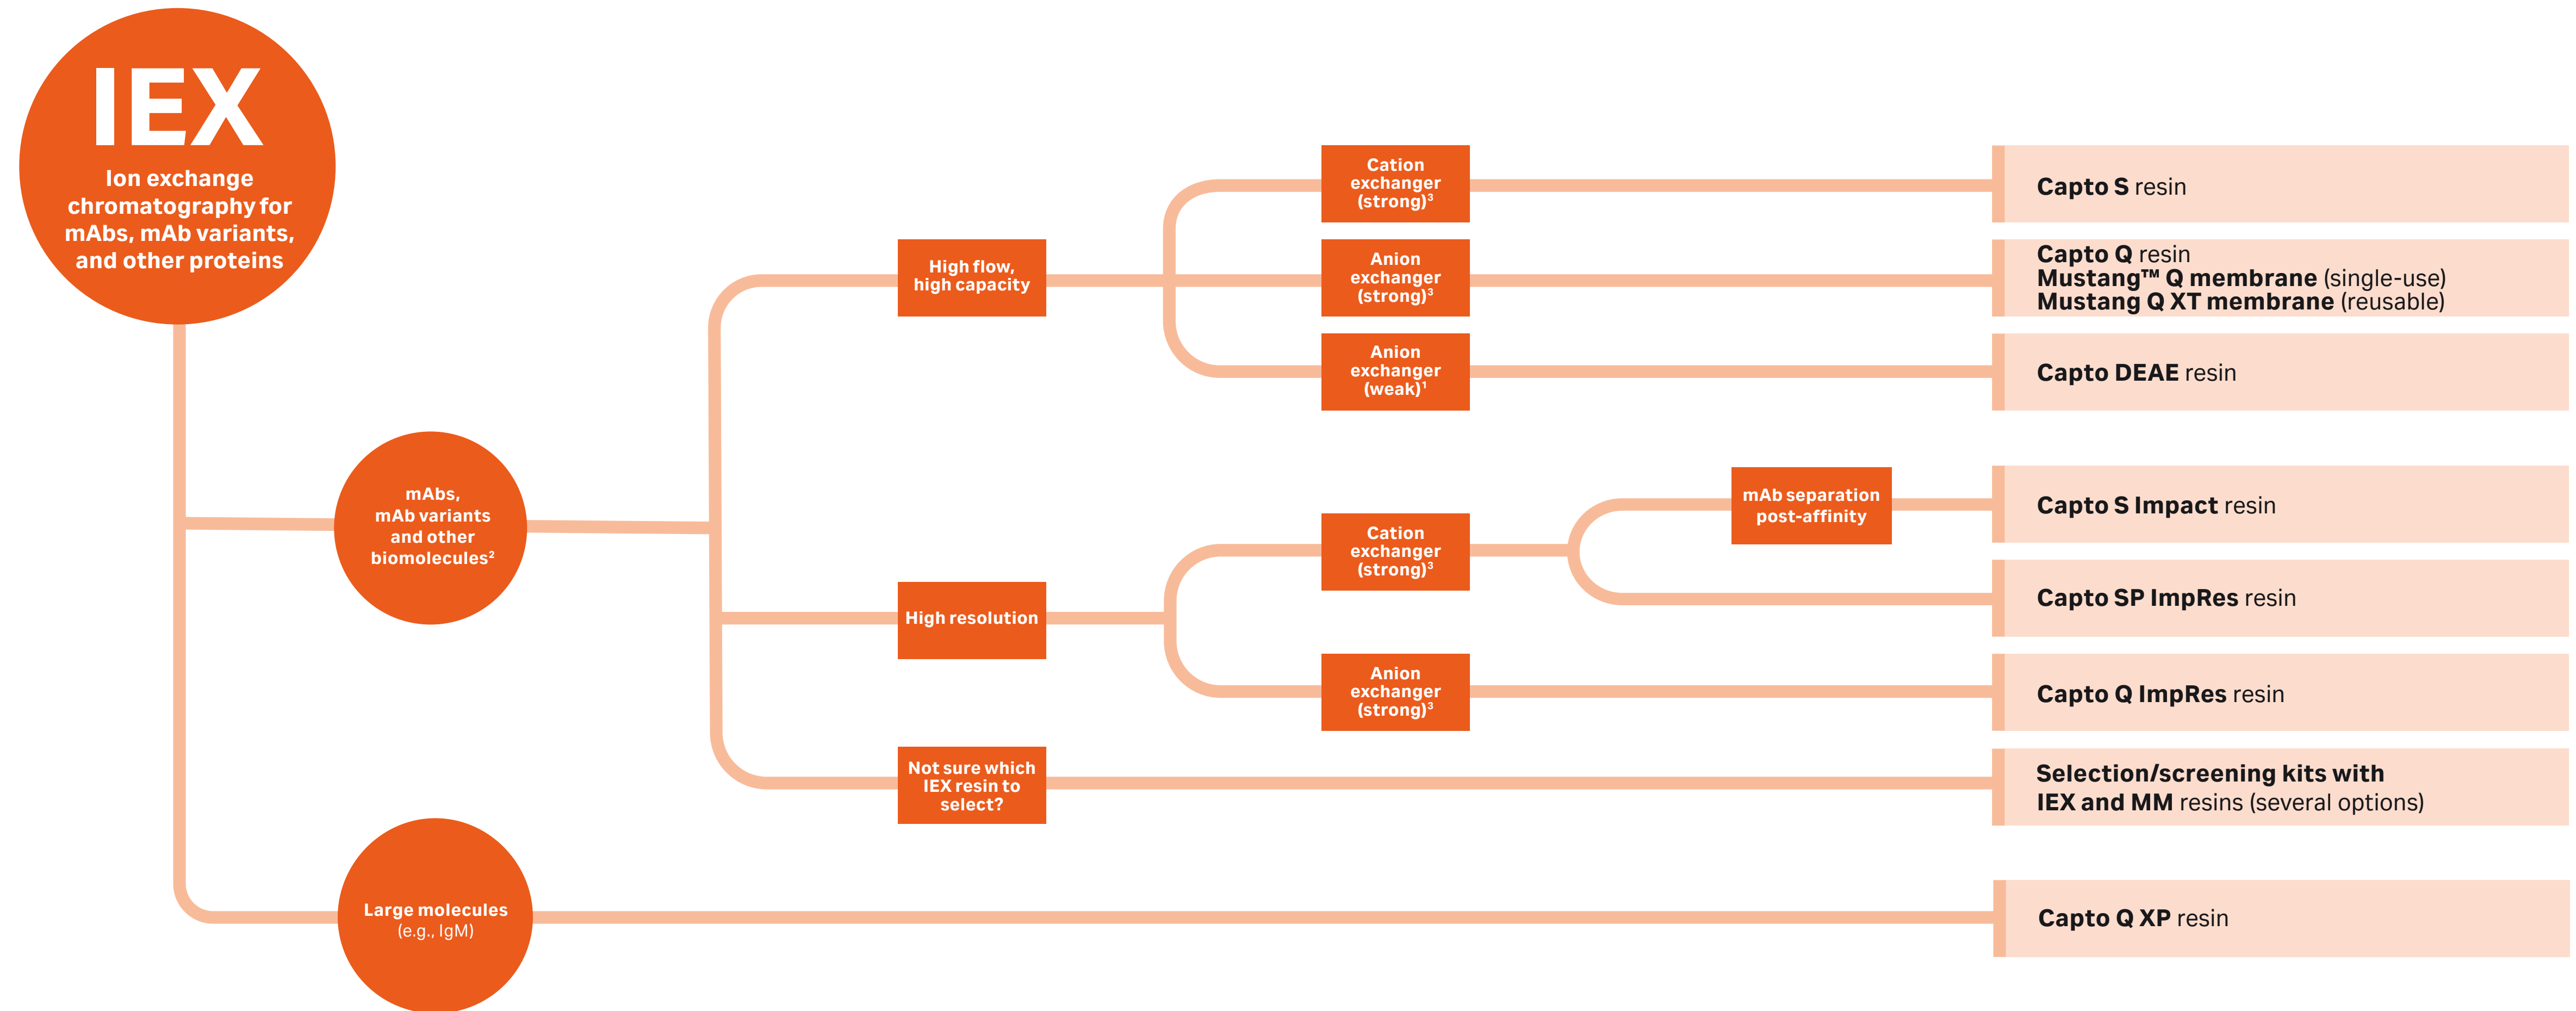 IEX
Ion exchange
chromatography for
mAbs, mAb variants,
and other proteins
mAbs,
mAb variants
and other
biomolecules²
Large molecules
(e.g., IgM)
High flow,
high capacity
High resolution
Not sure which
IEX resin to
select?
Cation
exchanger
(strong)³
Anion
exchanger
(strong)³
Anion
exchanger
(weak)¹
Cation
exchanger
(strong)³
Anion
exchanger
(strong)³
mAb separation
post-affinity
Capto S resin
Capto Q resin
Mustang™ Q membrane (single-use)
Mustang Q XT membrane (reusable)
Capto DEAE resin
Capto S Impact resin
Capto SP ImpRes resin
Capto Q ImpRes resin
Selection/screening kits with
IEX and MM resins (several options)
Capto Q XP resin